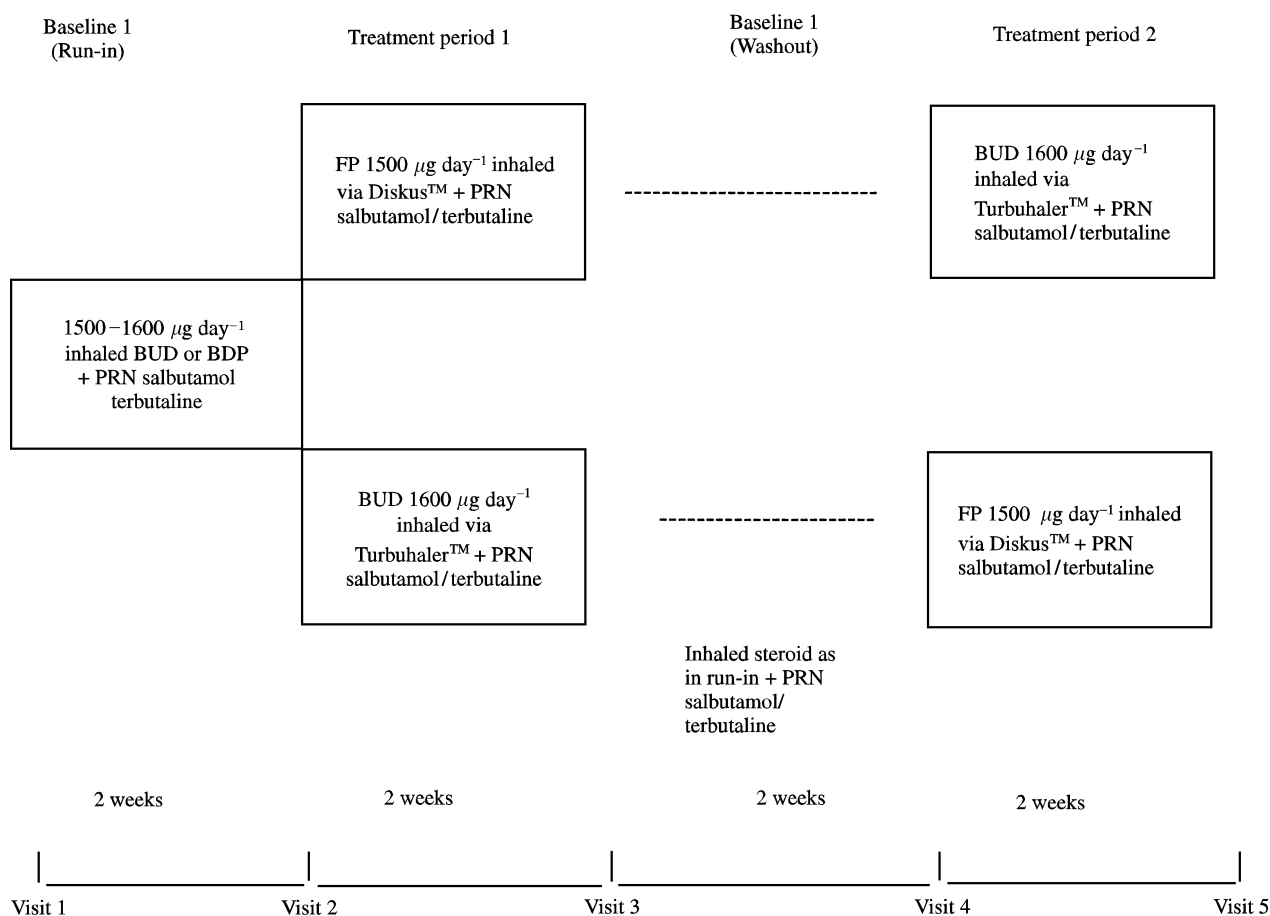 Baseline 1
(Run-in)
Treatment period 1
Baseline 1
(Washout)
Treatment period 2
FP 1500 μg day⁻¹ inhaled
via Diskus™ + PRN
salbutamol/terbutaline
BUD 1600 μg day⁻¹
inhaled via
Turbuhaler™ + PRN
salbutamol/terbutaline
1500–1600 μg day⁻¹
inhaled BUD or BDP
+ PRN salbutamol
terbutaline
BUD 1600 μg day⁻¹
inhaled via
Turbuhaler™ + PRN
salbutamol/terbutaline
FP 1500 μg day⁻¹ inhaled
via Diskus™ + PRN
salbutamol/terbutaline
Inhaled steroid as
in run-in + PRN
salbutamol/
terbutaline
2 weeks
2 weeks
2 weeks
2 weeks
Visit 1
Visit 2
Visit 3
Visit 4
Visit 5